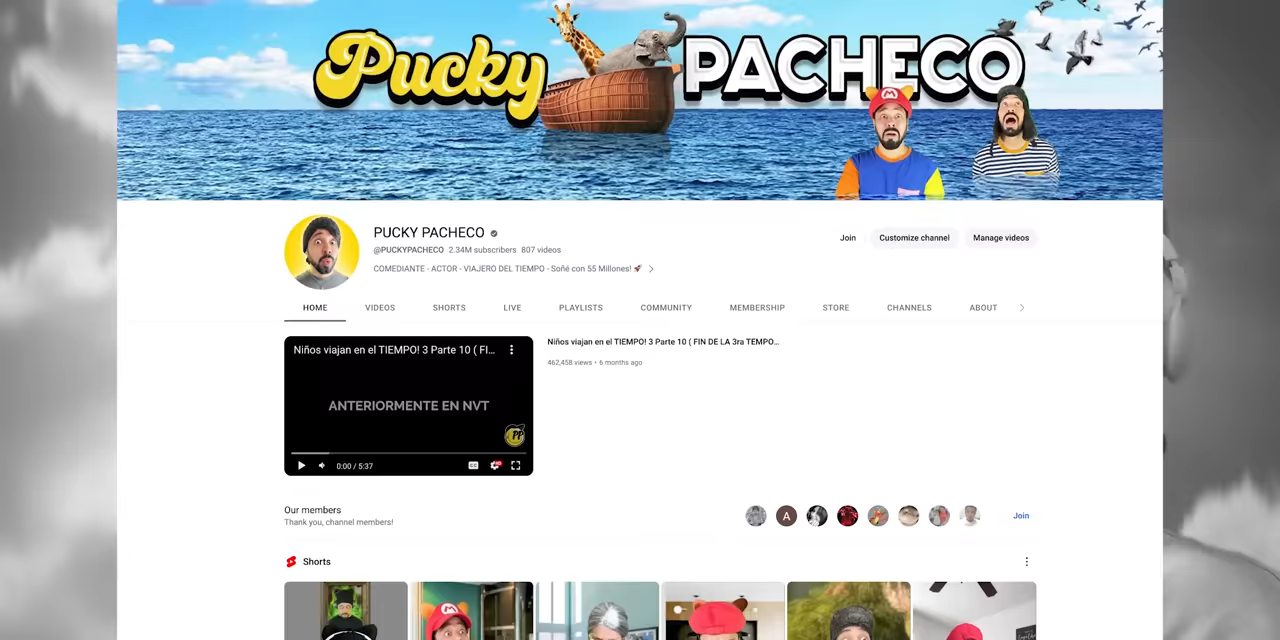 Pucky PACHECO
M
PUCKY PACHECO
@PUCKYPACHECO 2.34M subscribers 807 videos
COMEDIANTE - ACTOR - VIAJERO DEL TIEMPO - Soñé con 55 Millones! 🚀
Join
Customize channel
Manage videos
HOME VIDEOS SHORTS LIVE PLAYLISTS COMMUNITY MEMBERSHIP STORE CHANNELS ABOUT
Niños viajan en el TIEMPO! 3 Parte 10 ( FI...
ANTERIORMENTE EN NVT
PP
0:00 / 5:37
CC
HD
Niños viajan en el TIEMPO! 3 Parte 10 ( FIN DE LA 3ra TEMPO...
462,458 views • 6 months ago
Our members
Thank you, channel members!
A
Join
Shorts
M